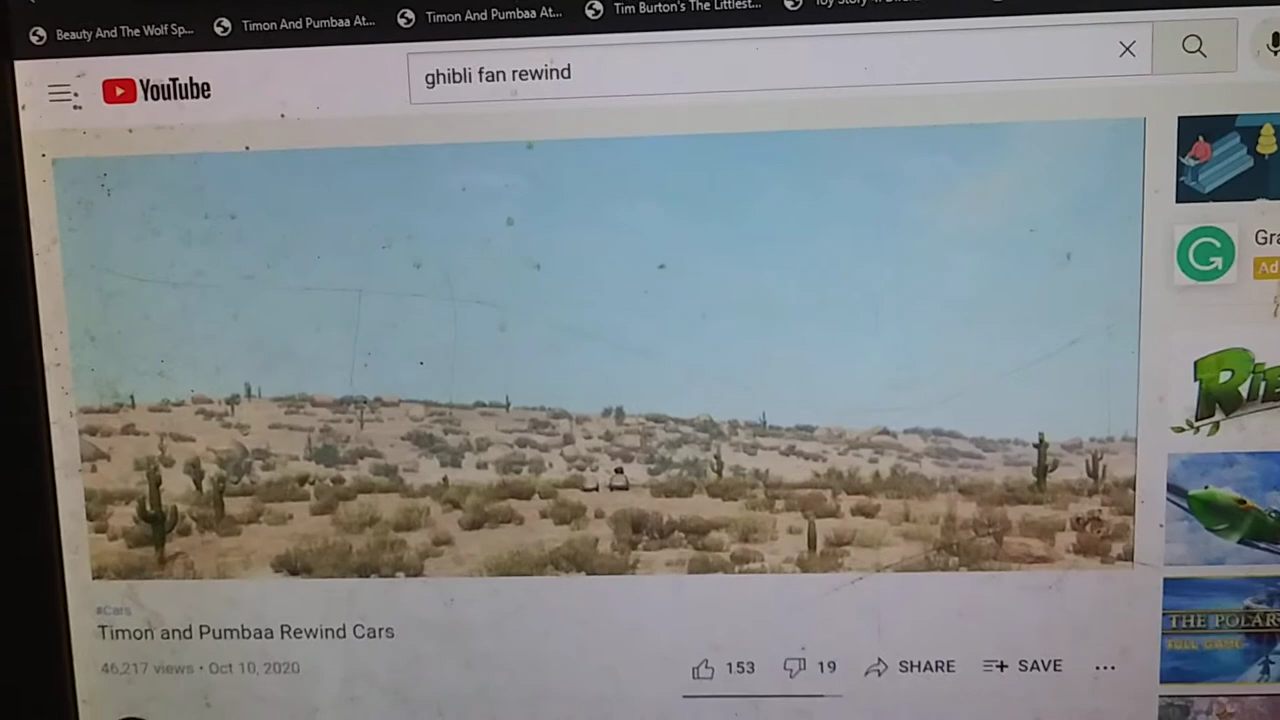 Beauty And The Wolf Sp...
Timon And Pumbaa At...
Timon And Pumbaa At...
Tim Burton's The Littlest...
YouTube
ghibli fan rewind
G
Gra
Ad
#Cars
Timon and Pumbaa Rewind Cars
46,217 views • Oct 10, 2020
153
19
SHARE
SAVE
THE POLAR
FULL GAME